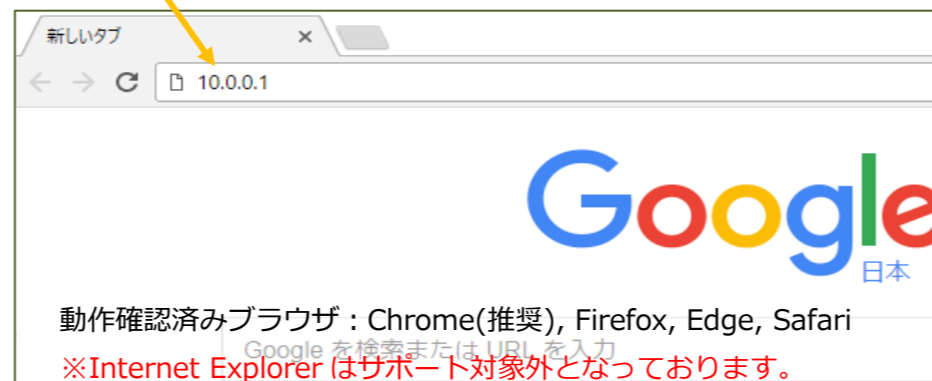 新しいタブ
10.0.0.1
Google
日本
動作確認済みブラウザ：Chrome(推奨), Firefox, Edge, Safari
Google を検索または URL を入力
※Internet Explorer はサポート対象外となっております。